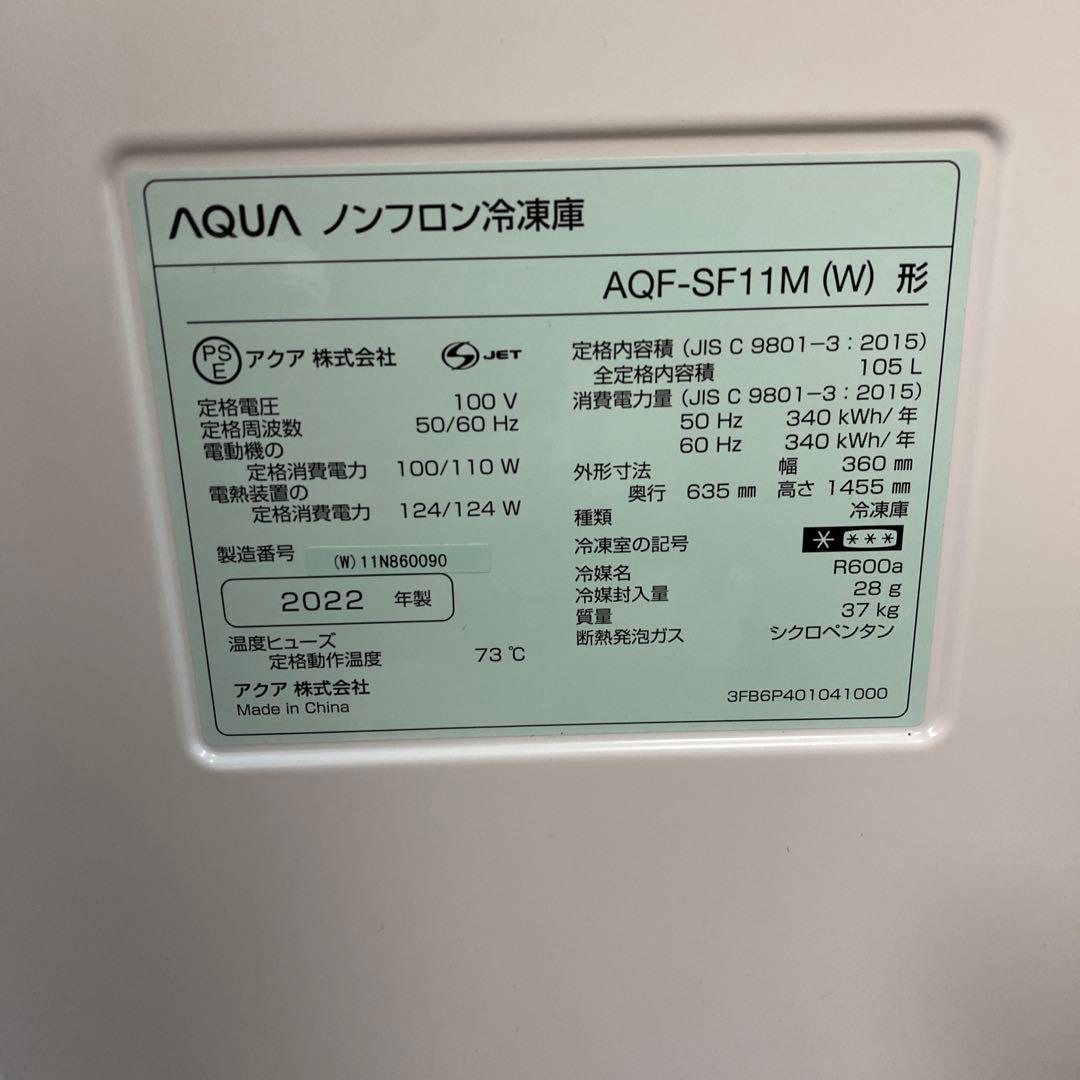 AQUA ノンフロン冷凍庫
AQF-SF11M (W) 形
PS
E
アクア 株式会社
JET
定格電圧 100 V
定格周波数 50/60 Hz
電動機の
定格消費電力 100/110 W
電熱装置の
定格消費電力 124/124 W
製造番号 (W) 11N860090
2022 年製
温度ヒューズ
定格動作温度 73 ℃
アクア 株式会社
Made in China
定格内容積 (JIS C 9801-3 : 2015)
全定格内容積 105 L
消費電力量 (JIS C 9801-3 : 2015)
50 Hz 340 kWh/年
60 Hz 340 kWh/年
外形寸法 幅 360 ㎜
奥行 635 ㎜ 高さ 1455 ㎜
種類 冷凍庫
冷凍室の記号 * ***
冷媒名 R600a
冷媒封入量 28 g
質量 37 kg
断熱発泡ガス シクロペンタン
3FB6P401041000